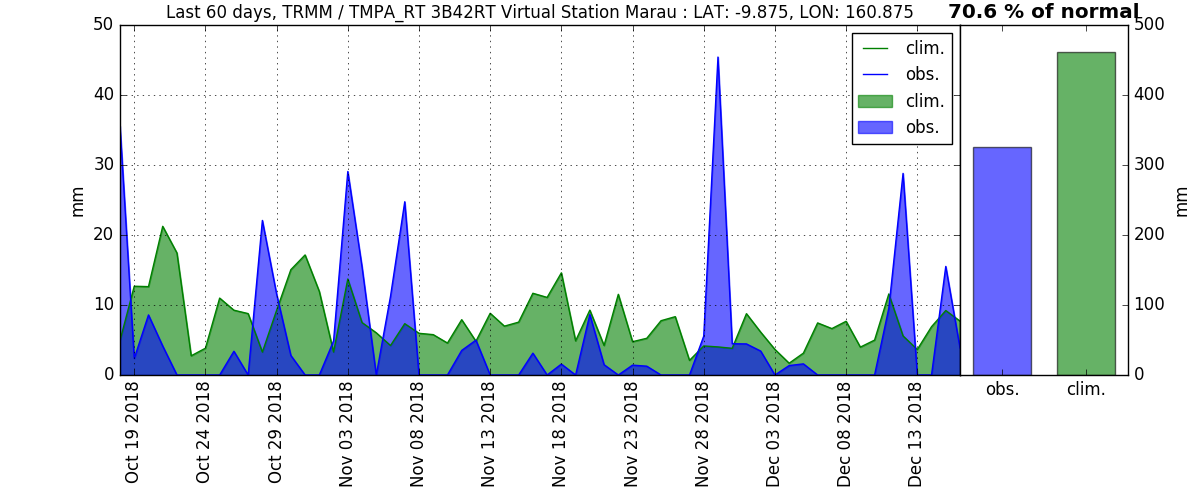 Last 60 days, TRMM / TMPA_RT 3B42RT Virtual Station Marau : LAT: -9.875, LON: 160.875
70.6 % of normal
50
40
30
20
10
0
mm
clim.
obs.
clim.
obs.
500
400
300
200
100
0
mm
obs.
clim.
Oct 19 2018
Oct 24 2018
Oct 29 2018
Nov 03 2018
Nov 08 2018
Nov 13 2018
Nov 18 2018
Nov 23 2018
Nov 28 2018
Dec 03 2018
Dec 08 2018
Dec 13 2018